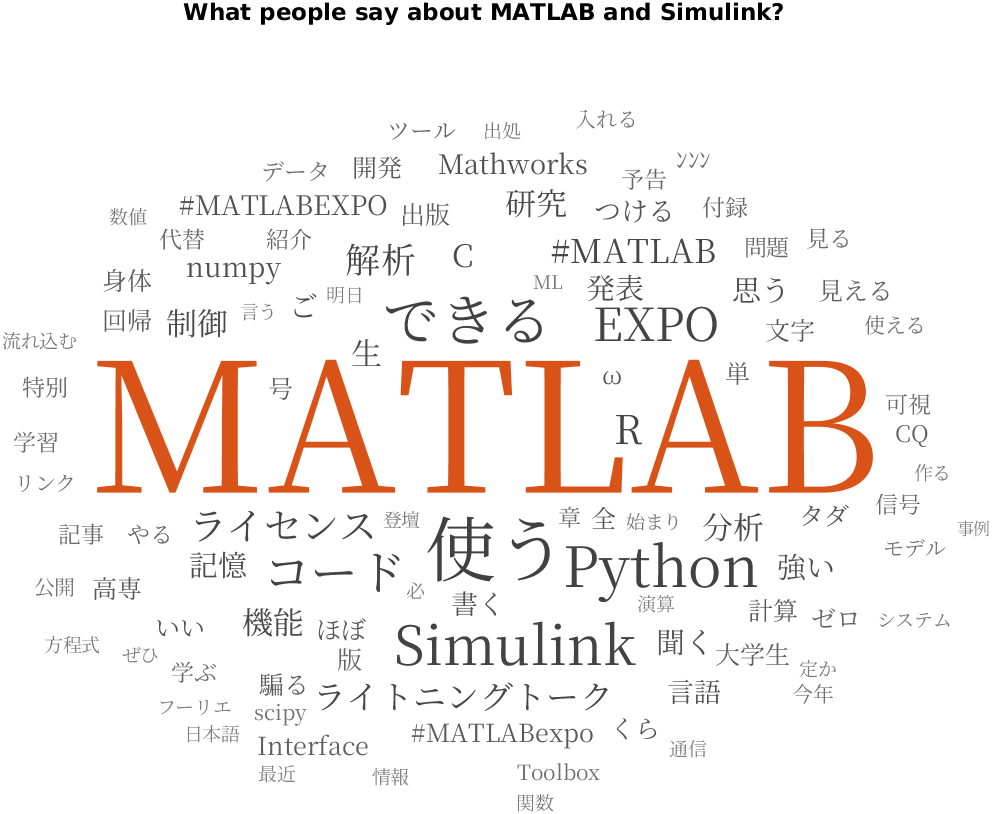 What people say about MATLAB and Simulink?
入れる
ツール 出処
データ 開発 Mathworks ｿｿｿ
予告
#MATLABEXPO 出版 研究 つける 付録
数値
代替 紹介 解析 C #MATLAB 問題 見る
身体 numpy ML 発表 思う 見える
言う ご 明日
回帰 制御 できる EXPO 文字 使える
流れ込む 生
特別 号 ω 単
MATLAB
R 可視
学習 CQ
リンク 作る
信号
記事 やる ライセンス 登壇 章 全 始まり 分析 タダ 事例
使う モデル
記憶 コード Python 強い
公開 高専 必 書く 演算 計算 ゼロ システム
いい 機能 ほぼ Simulink 聞く 大学生
方程式 ぜひ 版
学ぶ 定か
騙る ライトニングトーク 言語 今年
フーリエ scipy
日本語 Interface #MATLABexpo くら 通信
最近 情報 Toolbox
関数